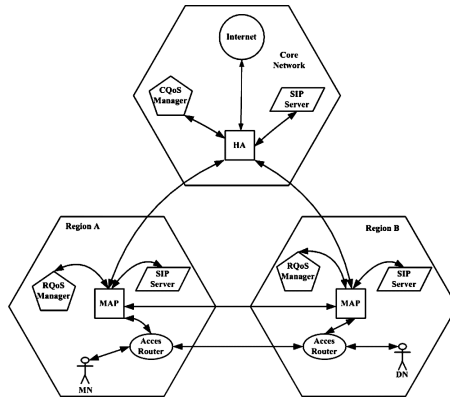 Internet
Core
Network
CQoS
Manager
SIP
Server
HA
Region A
RQoS
Manager
SIP
Server
MAP
Acces
Router
MN
Region B
RQoS
Manager
SIP
Server
MAP
Acces
Router
DN